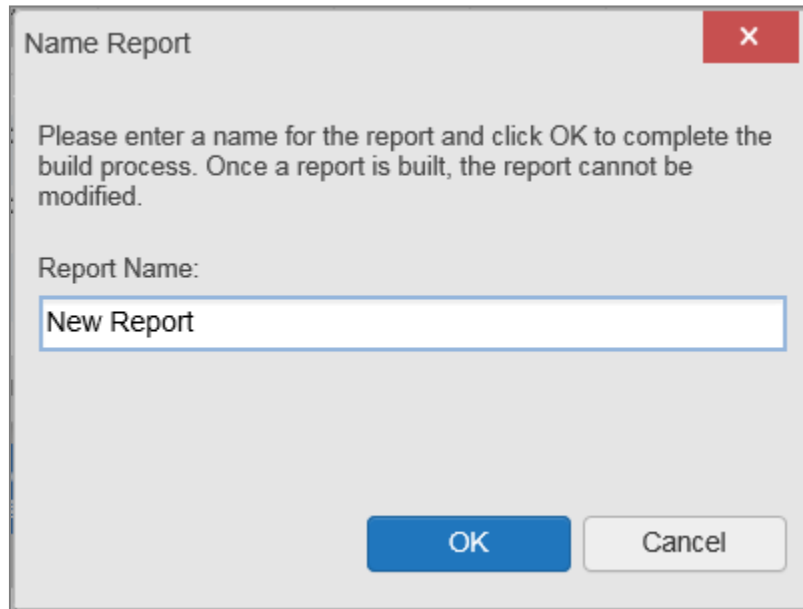 Name Report
Please enter a name for the report and click OK to complete the
build process. Once a report is built, the report cannot be
modified.
Report Name:
New Report
OK
Cancel